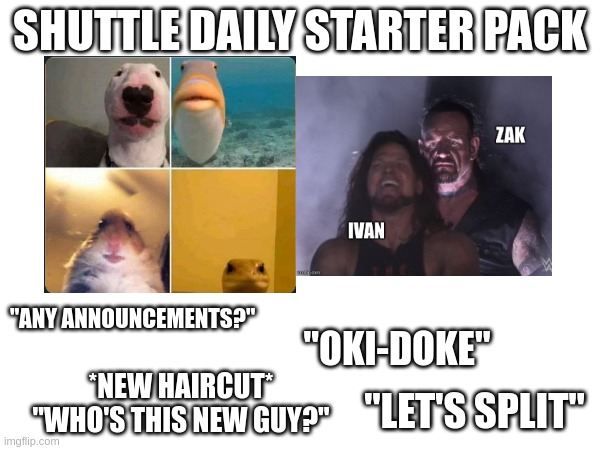 SHUTTLE DAILY STARTER PACK
ZAK
IVAN
"ANY ANNOUNCEMENTS?"
"OKI-DOKE"
*NEW HAIRCUT*
"WHO'S THIS NEW GUY?"
"LET'S SPLIT"
imgflip.com